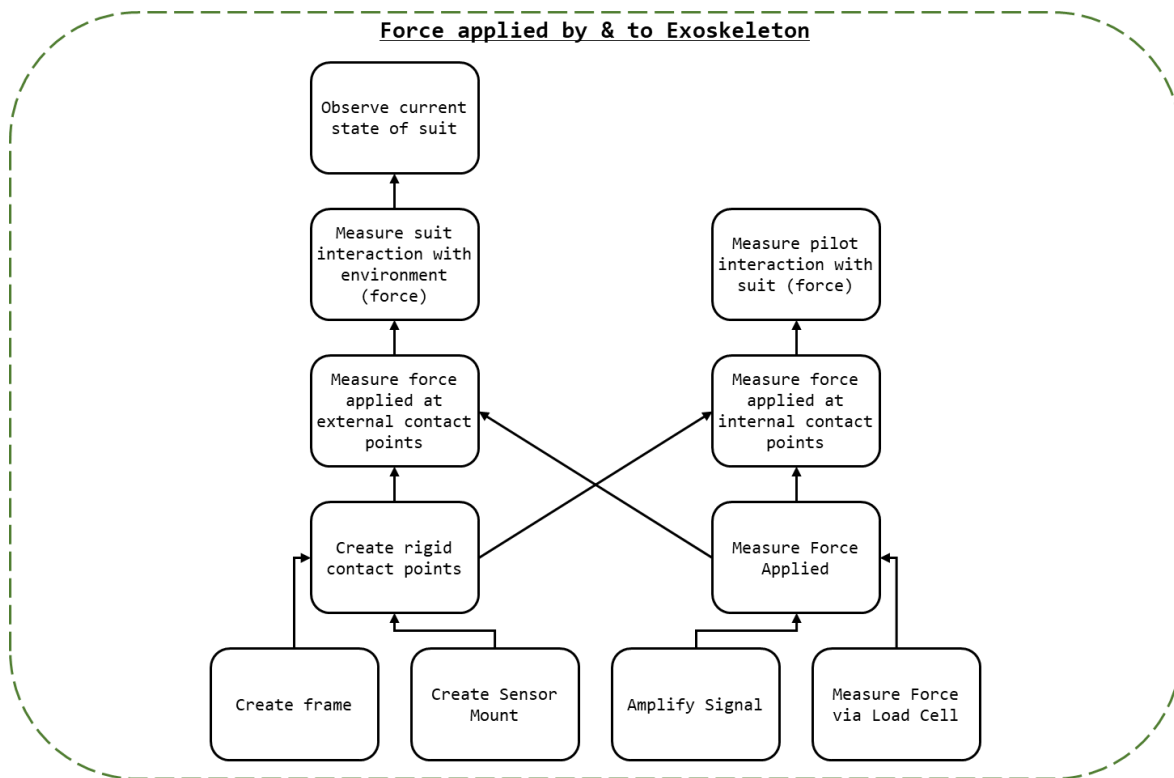 Force applied by & to Exoskeleton
Observe current
state of suit
Measure suit
interaction with
environment
(force)
Measure pilot
interaction with
suit (force)
Measure force
applied at
external contact
points
Measure force
applied at
internal contact
points
Create rigid
contact points
Measure Force
Applied
Create frame
Create Sensor
Mount
Amplify Signal
Measure Force
via Load Cell